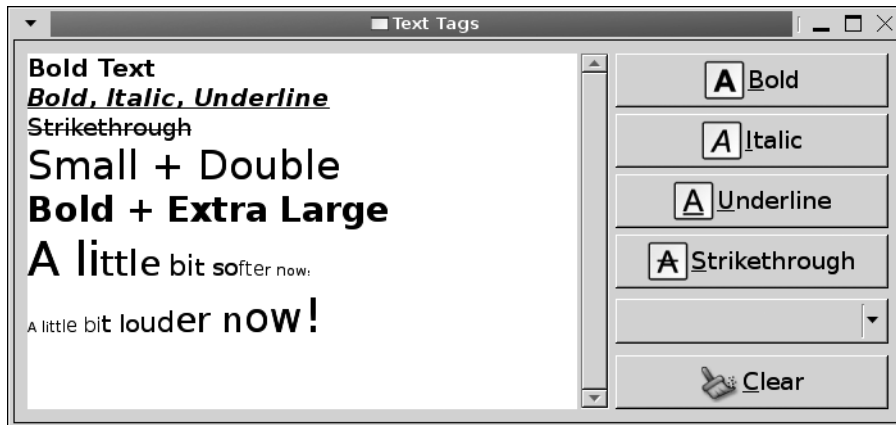 Text Tags
Bold Text
Bold, Italic, Underline
Strikethrough
Small + Double
Bold + Extra Large
A little bit softer now:
A little bit louder now!
A Bold
A Italic
A Underline
A Strikethrough
Clear